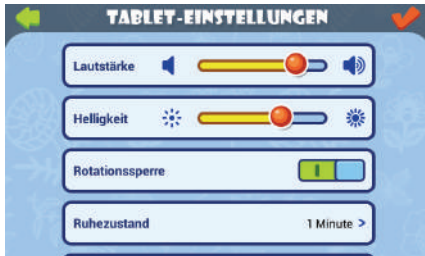 TABLET-EINSTELLUNGEN
Lautstärke
Helligkeit
Rotationssperre
Ruhezustand 1 Minute >